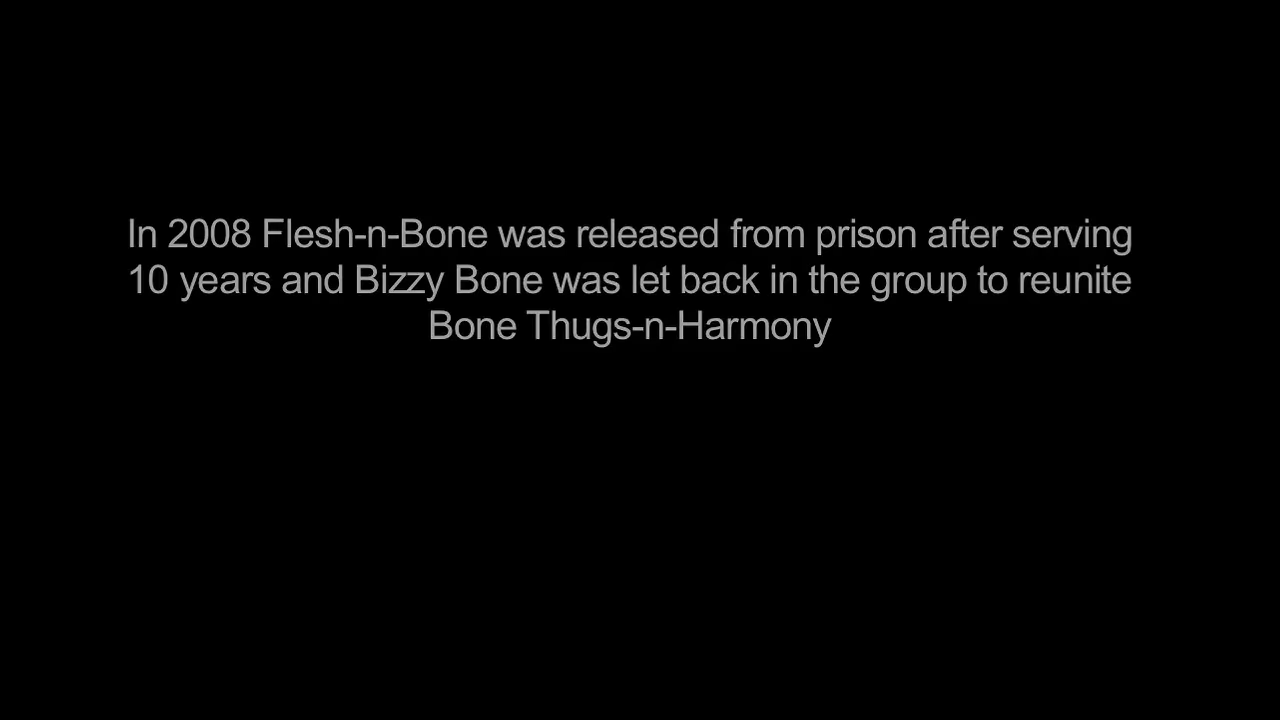 In 2008 Flesh-n-Bone was released from prison after serving
10 years and Bizzy Bone was let back in the group to reunite
Bone Thugs-n-Harmony